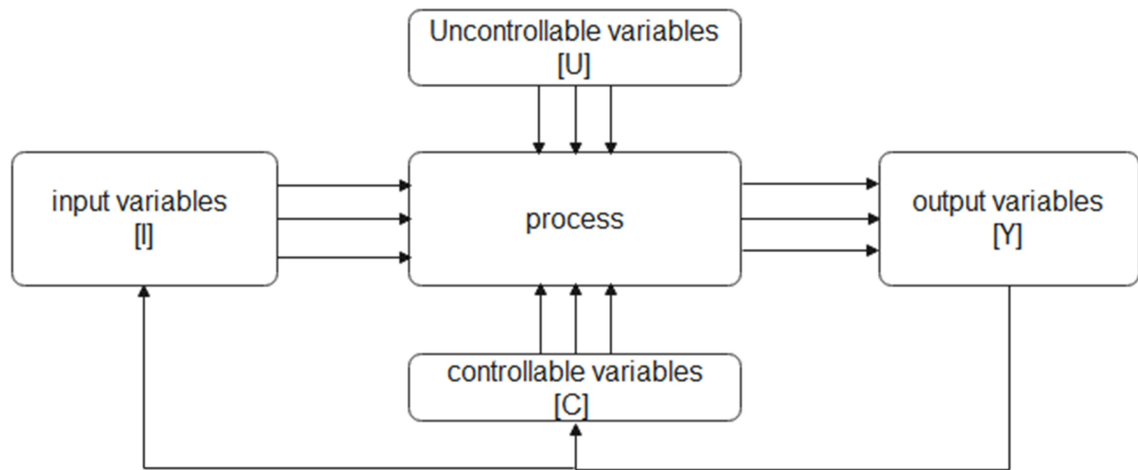 Uncontrollable variables
[U]
input variables
[I]
process
output variables
[Y]
controllable variables
[C]